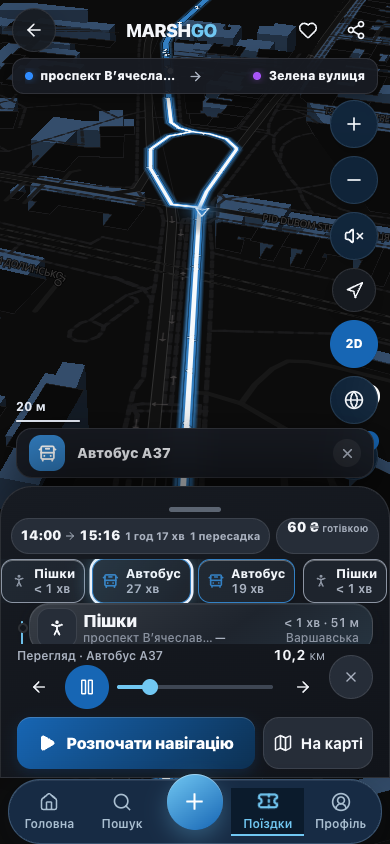 MARSHGO
проспект В’ячесла... → Зелена вулиця
2D
20 м
Автобус А37
14:00 → 15:16 1 год 17 хв 1 пересадка
60 ₴ готівкою
Пішки
< 1 хв
Автобус
27 хв
Автобус
19 хв
Пішки
< 1 хв
Пішки
< 1 хв · 51 м
проспект В’ячеслав... —
Варшавська
Перегляд · Автобус А37
10,2 км
Розпочати навігацію
На карті
Головна
Пошук
Поїздки
Профіль